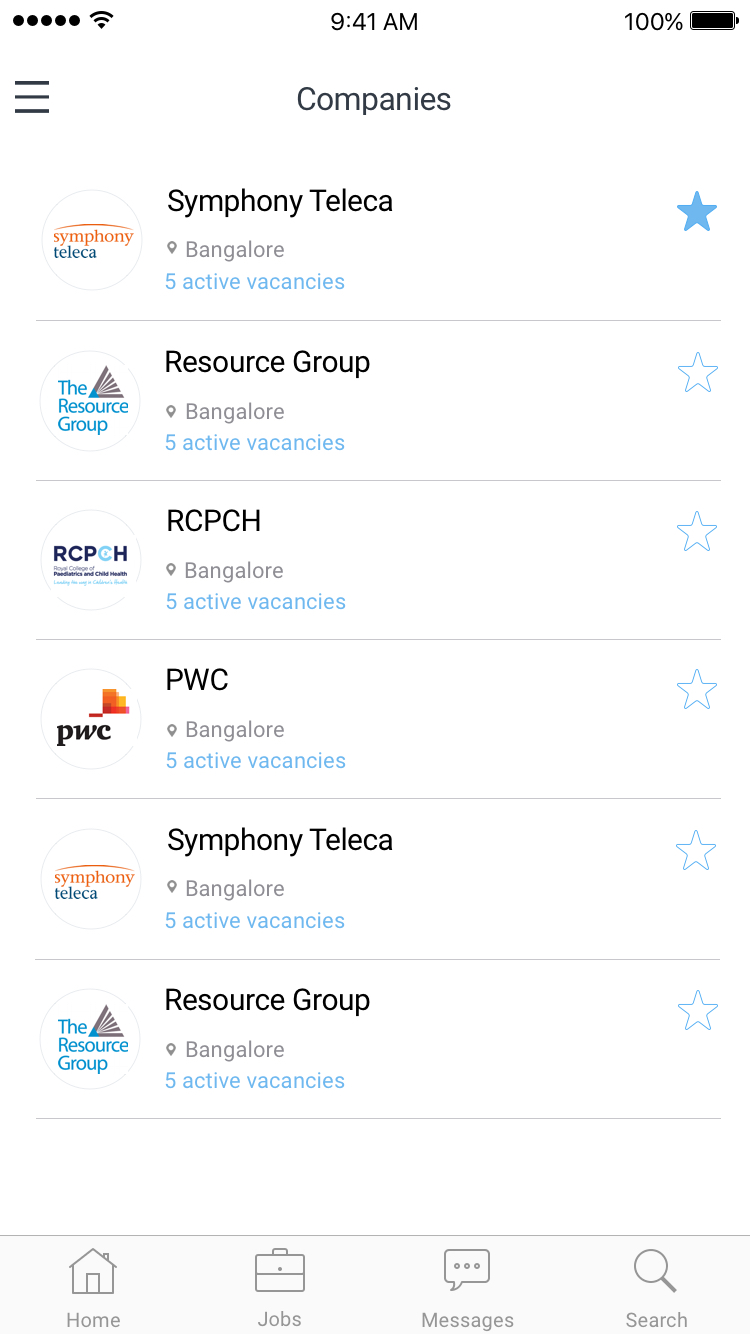 9:41 AM 100%
Companies
Symphony Teleca
symphony
teleca
Bangalore
5 active vacancies
Resource Group
The
Resource
Group
Bangalore
5 active vacancies
RCPCH
RCPCH
Royal College of
Paediatrics and Child Health
Leading the way in Children's Health
Bangalore
5 active vacancies
PWC
pwc
Bangalore
5 active vacancies
Symphony Teleca
symphony
teleca
Bangalore
5 active vacancies
Resource Group
The
Resource
Group
Bangalore
5 active vacancies
Home Jobs Messages Search